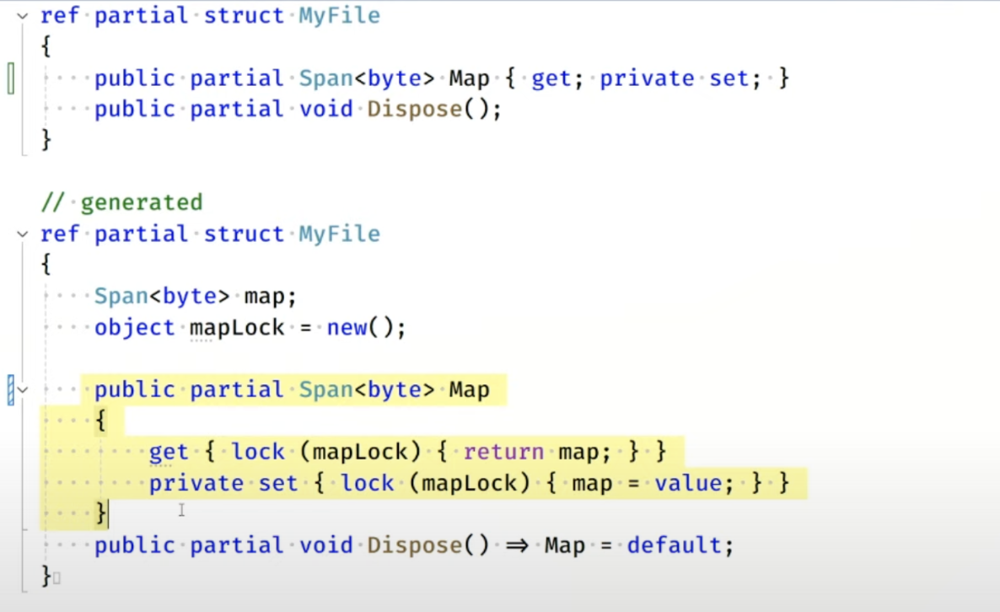 ref partial struct MyFile
{
public partial Span<byte> Map { get; private set; }
public partial void Dispose();
}
// generated
ref partial struct MyFile
{
Span<byte> map;
object mapLock = new();
public partial Span<byte> Map
{
get { lock (mapLock) { return map; } }
private set { lock (mapLock) { map = value; } }
}
public partial void Dispose() => Map = default;
}